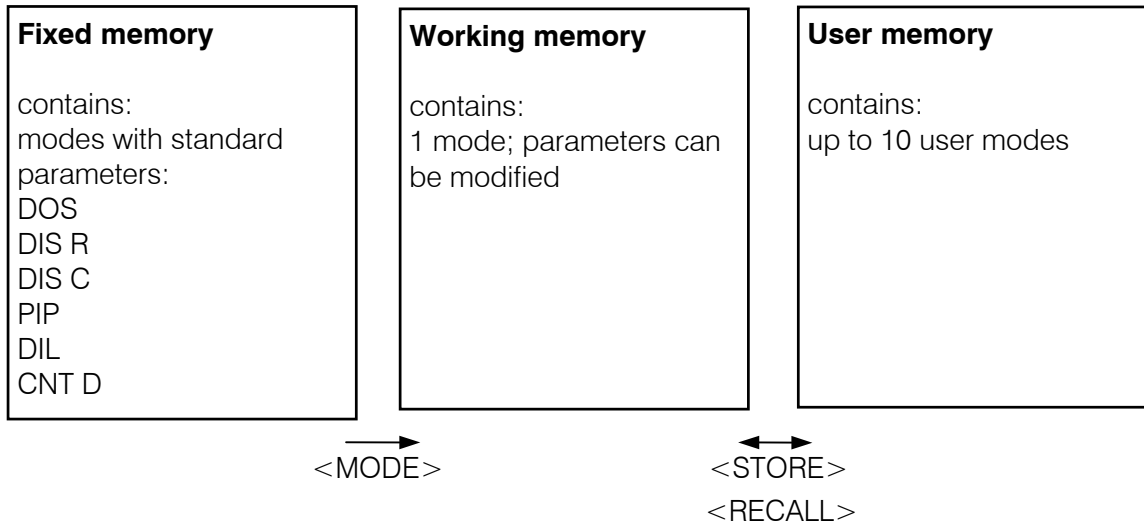 Fixed memory
contains:
modes with standard
parameters:
DOS
DIS R
DIS C
PIP
DIL
CNT D
Working memory
contains:
1 mode; parameters can
be modified
User memory
contains:
up to 10 user modes
<MODE>
<STORE>
<RECALL>